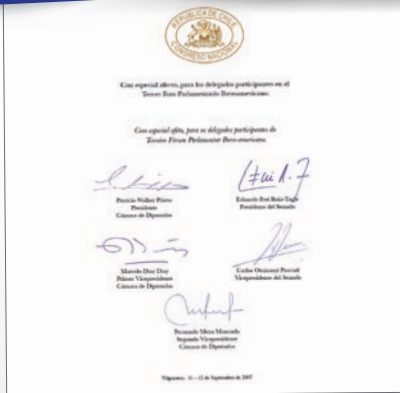 REPUBLICA DE CHILE
CONGRESO NACIONAL
Con especial afecto, para los delegados participantes en el
Tercer Foro Parlamentario Iberoamericano.
Com especial afeto, para os delegados participantes do
Terceiro Fórum Parlamentar Ibero-americano.
Patricio Walker Prieto
Presidente
Cámara de Diputados
Eduardo Frei Ruiz-Tagle
Presidente del Senado
Marcelo Díaz Díaz
Primer Vicepresidente
Cámara de Diputados
Carlos Ominami Pascual
Vicepresidente del Senado
Fernando Meza Moncada
Segundo Vicepresidente
Cámara de Diputados
Valparaíso, 11 – 12 de Septiembre de 2007